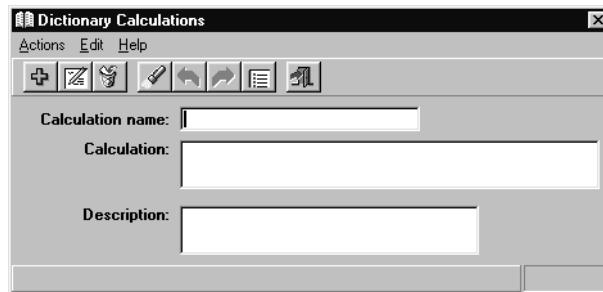 Dictionary Calculations
Actions Edit Help
Calculation name:
Calculation:
Description: